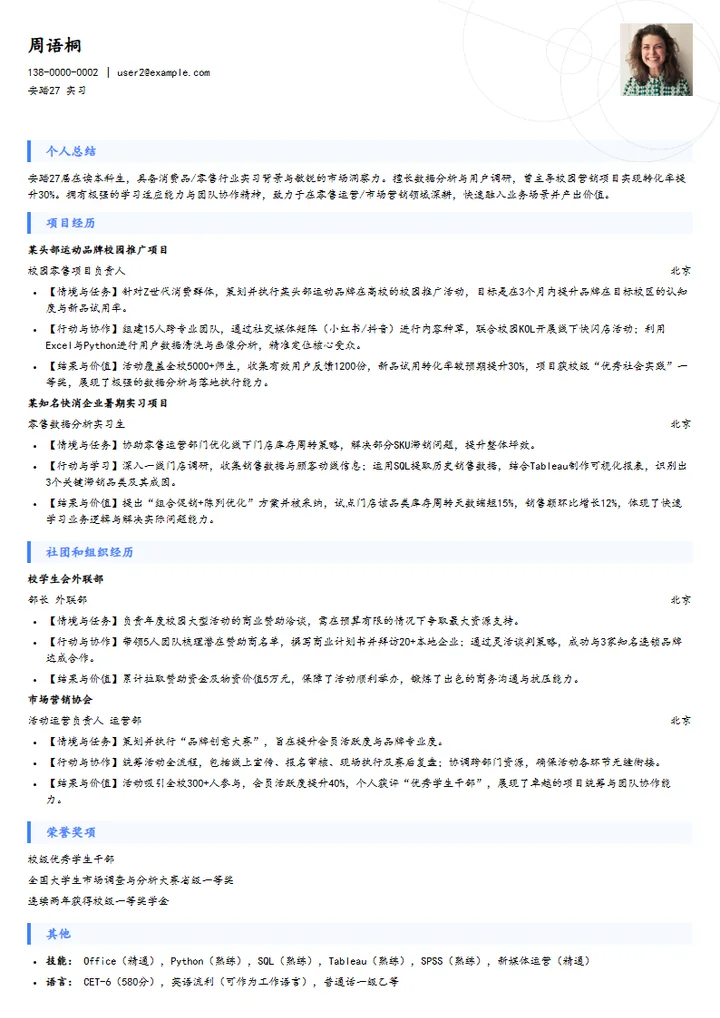 周语桐
138-0000-0002 | user2@example.com
安踏27 实习
个人总结
安踏27届在读本科生，具备消费品/零售行业实习背景与敏锐的市场洞察力。擅长数据分析与用户调研，曾主导校园营销项目实现转化率提
升30%。拥有极强的学习适应能力与团队协作精神，致力于在零售运营/市场营销领域深耕，快速融入业务场景并产出价值。
项目经历
某头部运动品牌校园推广项目
校园零售项目负责人 北京
• 【情境与任务】针对Z世代消费群体，策划并执行某头部运动品牌在高校的校园推广活动，目标是在3个月内提升品牌在目标校区的认知
度与新品试用率。
• 【行动与协作】组建15人跨专业团队，通过社交媒体矩阵（小红书/抖音）进行内容种草，联合校园KOL开展线下快闪店活动；利用
Excel与Python进行用户数据清洗与画像分析，精准定位核心受众。
• 【结果与价值】活动覆盖全校5000+师生，收集有效用户反馈1200份，新品试用转化率较预期提升30%，项目获校级“优秀社会实践”一
等奖，展现了极强的数据分析与落地执行能力。
某知名快消企业暑期实习项目
零售数据分析实习生 北京
• 【情境与任务】协助零售运营部门优化线下门店库存周转策略，解决部分SKU滞销问题，提升整体坪效。
• 【行动与学习】深入一线门店调研，收集销售数据与顾客动线信息；运用SQL提取历史销售数据，结合Tableau制作可视化报表，识别出
3个关键滞销品类及其成因。
• 【结果与价值】提出“组合促销+陈列优化”方案并被采纳，试点门店该品类库存周转天数缩短15%，销售额环比增长12%，体现了快速
学习业务逻辑与解决实际问题能力。
社团和组织经历
校学生会外联部
部长 外联部 北京
• 【情境与任务】负责年度校园大型活动的商业赞助洽谈，需在预算有限的情况下争取最大资源支持。
• 【行动与协作】带领5人团队梳理潜在赞助商名单，撰写商业计划书并拜访20+本地企业；通过灵活谈判策略，成功与3家知名连锁品牌
达成合作。
• 【结果与价值】累计拉取赞助资金及物资价值5万元，保障了活动顺利举办，锻炼了出色的商务沟通与抗压能力。
市场营销协会
活动运营负责人 运营部 北京
• 【情境与任务】策划并执行“品牌创意大赛”，旨在提升会员活跃度与品牌专业度。
• 【行动与协作】统筹活动全流程，包括线上宣传、报名审核、现场执行及赛后复盘；协调跨部门资源，确保活动各环节无缝衔接。
• 【结果与价值】活动吸引全校300+人参与，会员活跃度提升40%，个人获评“优秀学生干部”，展现了卓越的项目统筹与团队协作能
力。
荣誉奖项
校级优秀学生干部
全国大学生市场调查与分析大赛省级一等奖
连续两年获得校级一等奖学金
其他
• 技能： Office（精通），Python（熟练），SQL（熟练），Tableau（熟练），SPSS（熟练），新媒体运营（精通）
• 语言： CET-6（580分），英语流利（可作为工作语言），普通话一级乙等